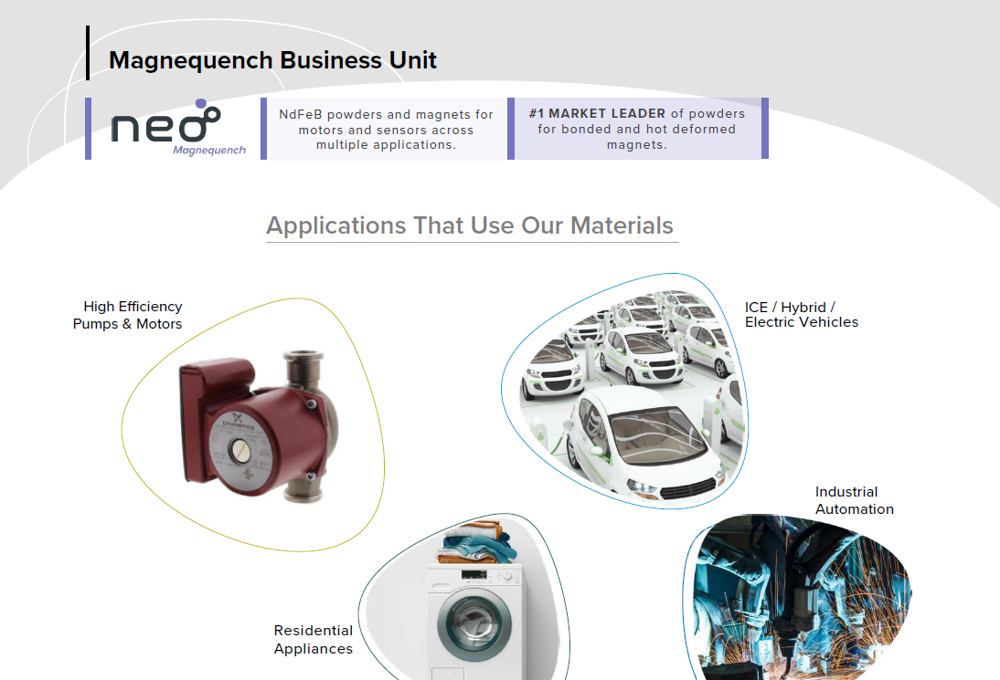 Magnequench Business Unit
neo
Magnequench
NdFeB powders and magnets for
motors and sensors across
multiple applications.
#1 MARKET LEADER of powders
for bonded and hot deformed
magnets.
Applications That Use Our Materials
High Efficiency
Pumps & Motors
ICE / Hybrid /
Electric Vehicles
GRUNDFOS
Industrial
Automation
Residential
Appliances